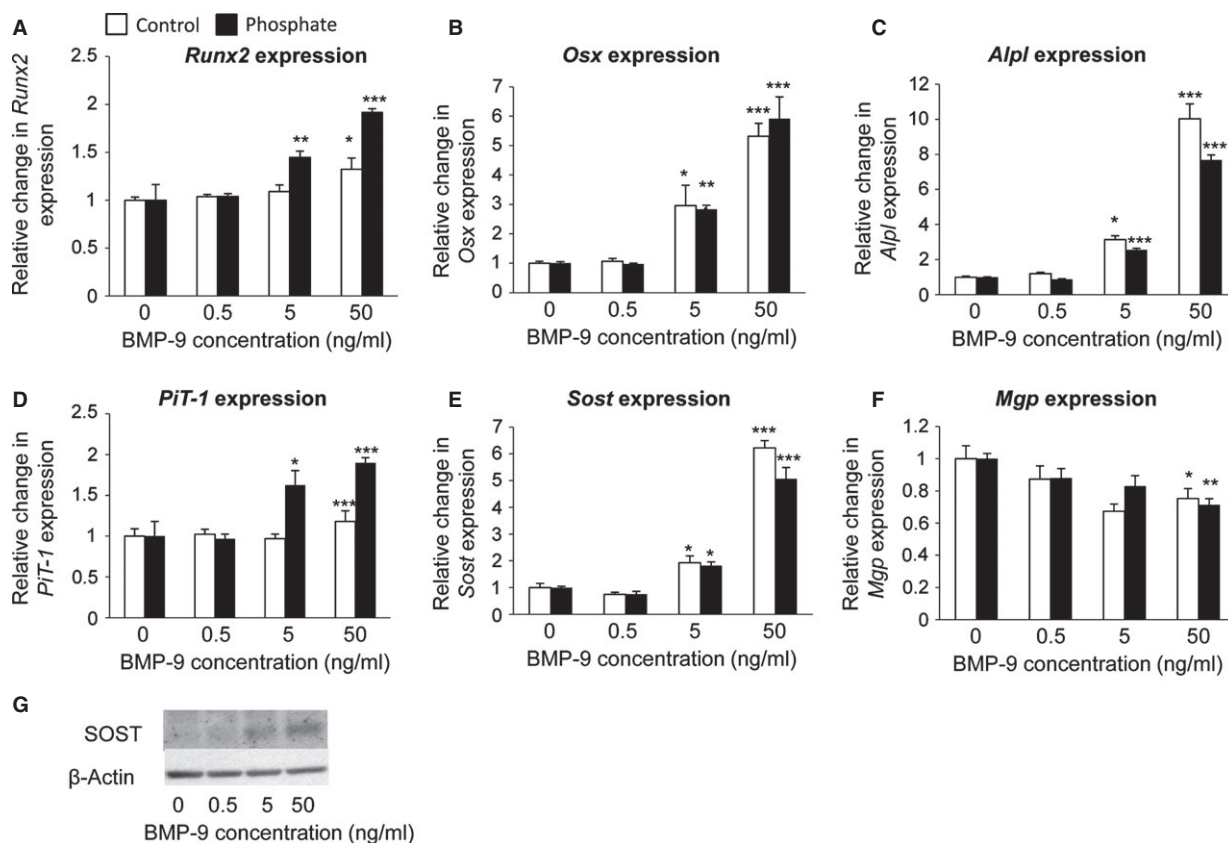 A
Control
Phosphate
Runx2 expression
Relative change in Runx2
expression
2.5
2
1.5
1
0.5
0
**
*
***
0 0.5 5 50
BMP-9 concentration (ng/ml)
B
Osx expression
Relative change in
Osx expression
7
6
5
4
3
2
1
0
*
**
***
***
0 0.5 5 50
BMP-9 concentration (ng/ml)
C
Alpl expression
Relative change in
Alpl expression
12
10
8
6
4
2
0
*
***
***
***
0 0.5 5 50
BMP-9 concentration (ng/ml)
D
PiT-1 expression
Relative change in
PiT-1 expression
2.5
2
1.5
1
0.5
0
*
***
***
0 0.5 5 50
BMP-9 concentration (ng/ml)
E
Sost expression
Relative change in
Sost expression
7
6
5
4
3
2
1
0
*
*
***
***
0 0.5 5 50
BMP-9 concentration (ng/ml)
F
Mgp expression
Relative change in
Mgp expression
1.2
1
0.8
0.6
0.4
0.2
0
*
**
0 0.5 5 50
BMP-9 concentration (ng/ml)
G
SOST
β-Actin
0 0.5 5 50
BMP-9 concentration (ng/ml)